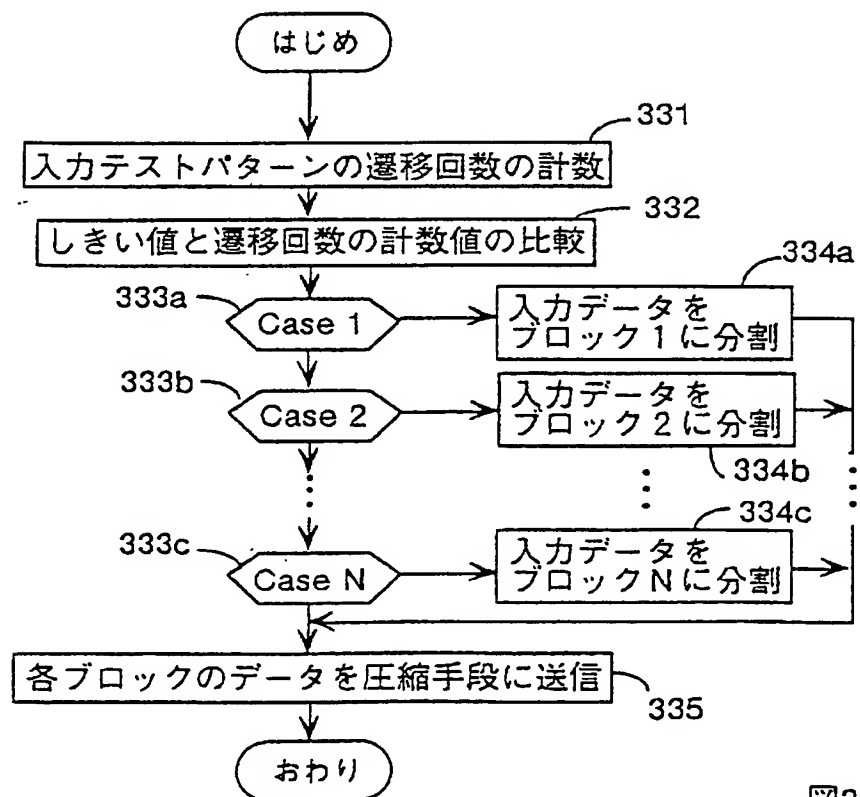 はじめ
331
入力テストパターンの遷移回数の計数
332
しきい値と遷移回数の計数値の比較
334a
333a
Case 1
入力データを
ブロック1に分割
333b
Case 2
入力データを
ブロック2に分割
334b
334c
333c
Case N
入力データを
ブロックNに分割
各ブロックのデータを圧縮手段に送信
335
おわり